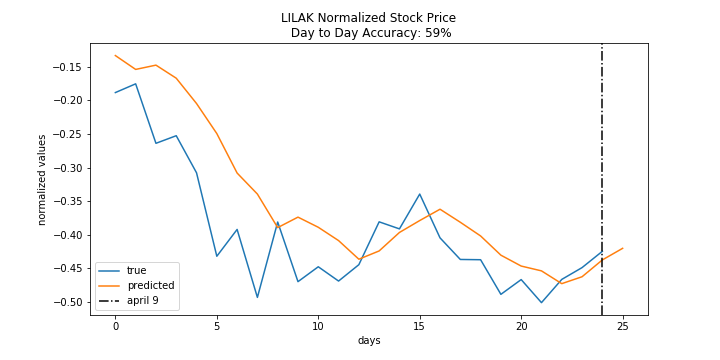 LILAK Normalized Stock Price
Day to Day Accuracy: 59%
normalized values
−0.15
−0.20
−0.25
−0.30
−0.35
−0.40
−0.45
−0.50
true
predicted
april 9
0
5
10
15
20
25
days